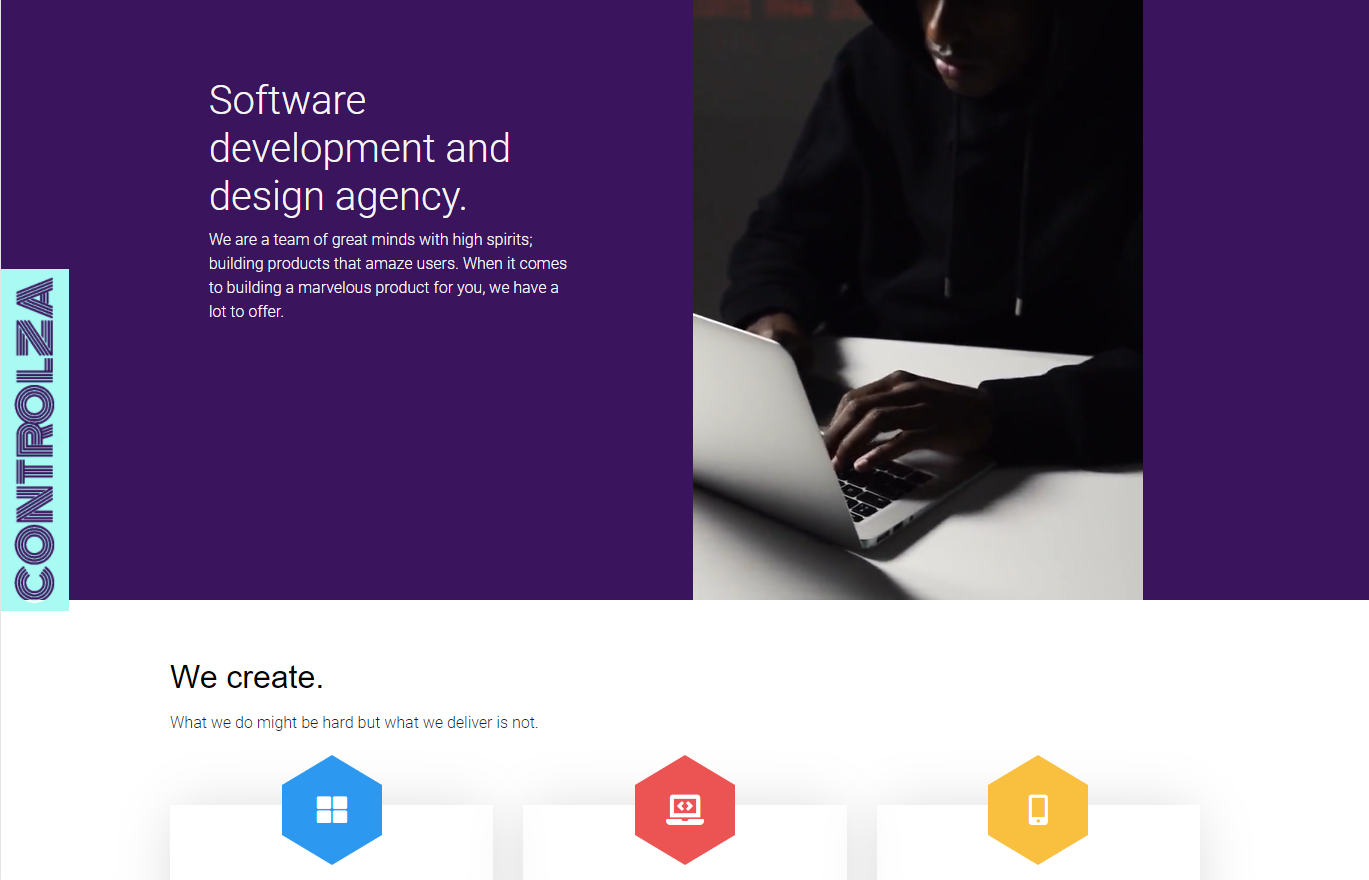 Software
development and
design agency.
We are a team of great minds with high spirits;
building products that amaze users. When it comes
to building a marvelous product for you, we have a
lot to offer.
CONTROLZA
We create.
What we do might be hard but what we deliver is not.